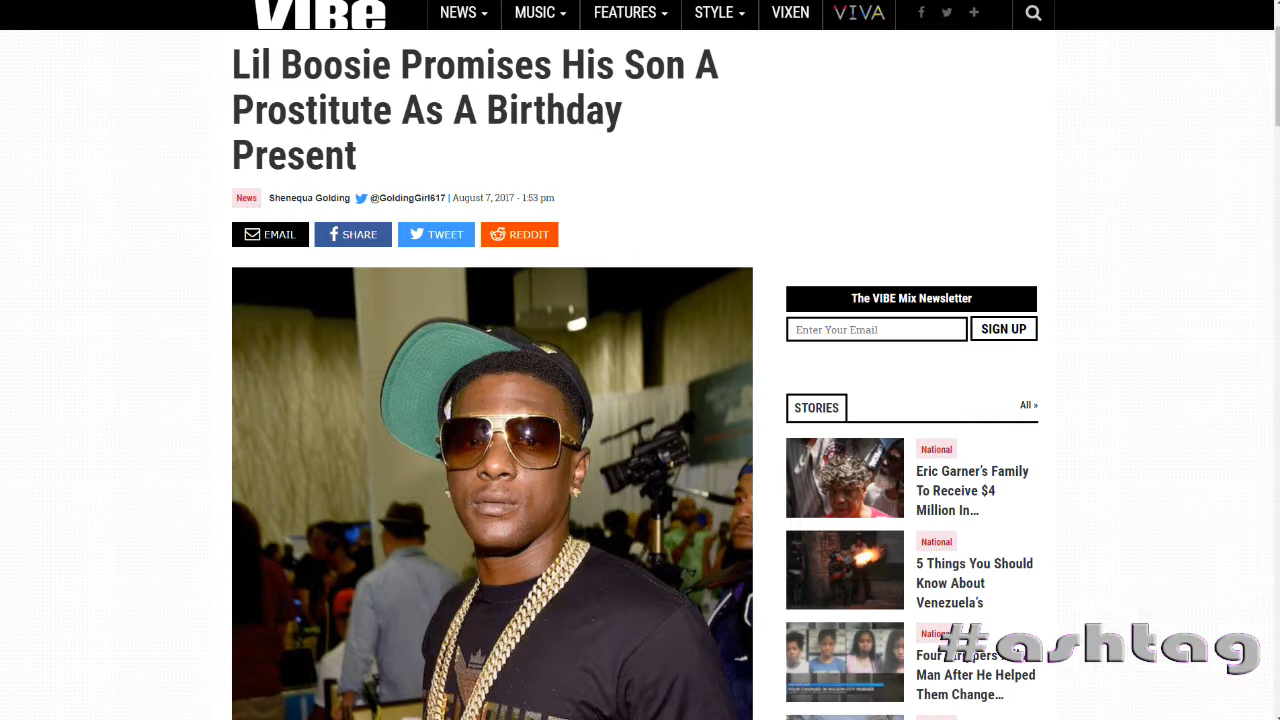 VIBE
NEWS MUSIC FEATURES STYLE VIXEN VIVA
Lil Boosie Promises His Son A
Prostitute As A Birthday
Present
News Shenequa Golding @GoldingGirl617 | August 7, 2017 - 1:53 pm
EMAIL SHARE TWEET REDDIT
The VIBE Mix Newsletter
Enter Your Email SIGN UP
STORIES All »
National
Eric Garner's Family
To Receive $4
Million In...
National
5 Things You Should
Know About
Venezuela's
National
Four
Man After He Helped
Them Change...
National
#ashtag